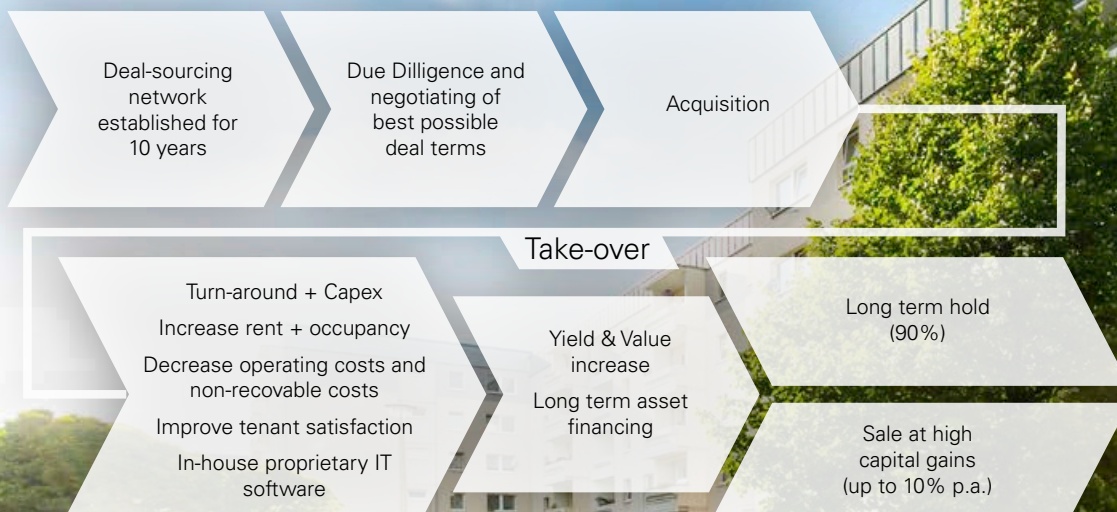 Deal-sourcing
network
established for
10 years
Due Dilligence and
negotiating of
best possible
deal terms
Acquisition
Take-over
Turn-around + Capex
Increase rent + occupancy
Decrease operating costs and
non-recovable costs
Improve tenant satisfaction
In-house proprietary IT
software
Yield & Value
increase
Long term asset
financing
Long term hold
(90%)
Sale at high
capital gains
(up to 10% p.a.)